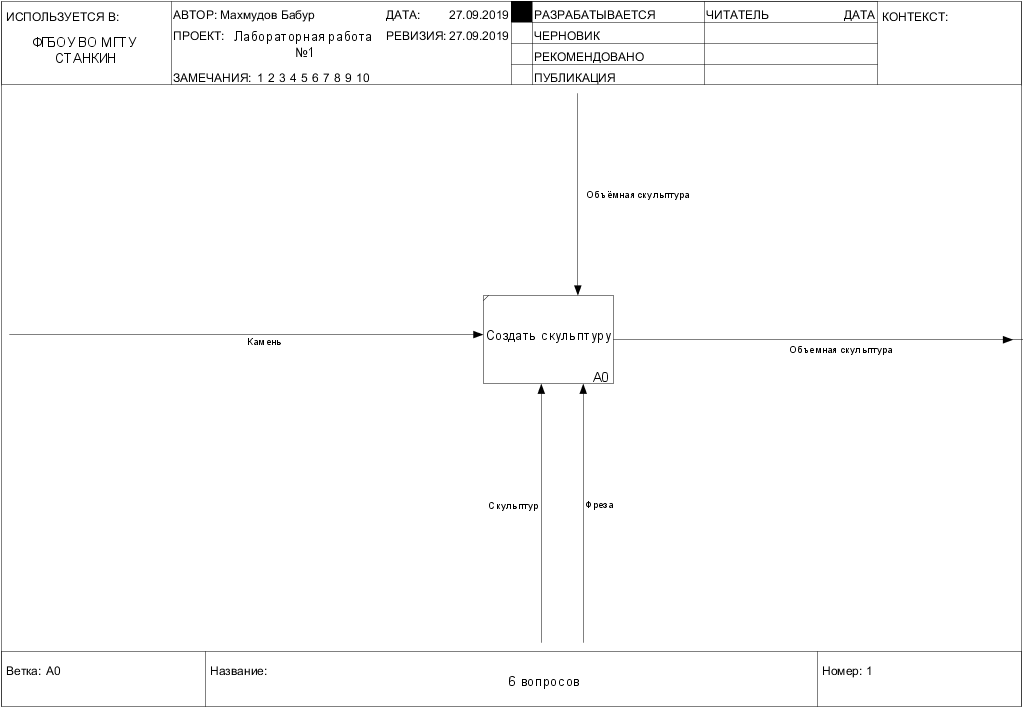 ИСПОЛЬЗУЕТСЯ В:
ФГБОУ ВО МГТУ
СТАНКИН
АВТОР: Махмудов Бабур
ДАТА: 27.09.2019
ПРОЕКТ: Лабораторная работа
№1
РЕВИЗИЯ: 27.09.2019
ЗАМЕЧАНИЯ: 1 2 3 4 5 6 7 8 9 10
РАЗРАБАТЫВАЕТСЯ
ЧЕРНОВИК
РЕКОМЕНДОВАНО
ПУБЛИКАЦИЯ
ЧИТАТЕЛЬ ДАТА
КОНТЕКСТ:
Объёмная скульптура
Камень
Создать скульптуру
A0
Объемная скульптура
Скульптур
Фреза
Ветка: A0
Название:
6 вопросов
Номер: 1